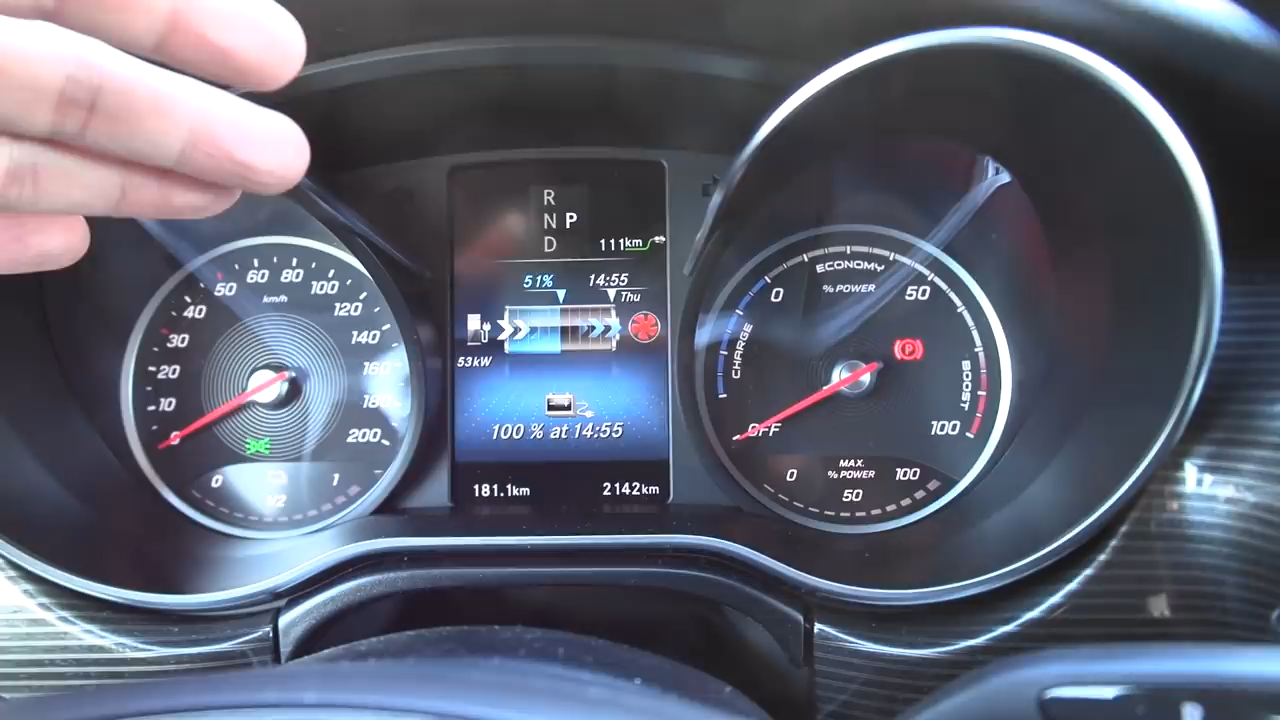 R
N P
D
111km
51% 14:55
Thu
53kW
100 % at 14:55
181.1km 2142km
0
10
20
30
40
50
60
80
100
120
140
160
180
200
km/h
0 1
1/2
CHARGE
0
ECONOMY
% POWER
50
BOOST
100
OFF
P
MAX.
% POWER
0 50 100